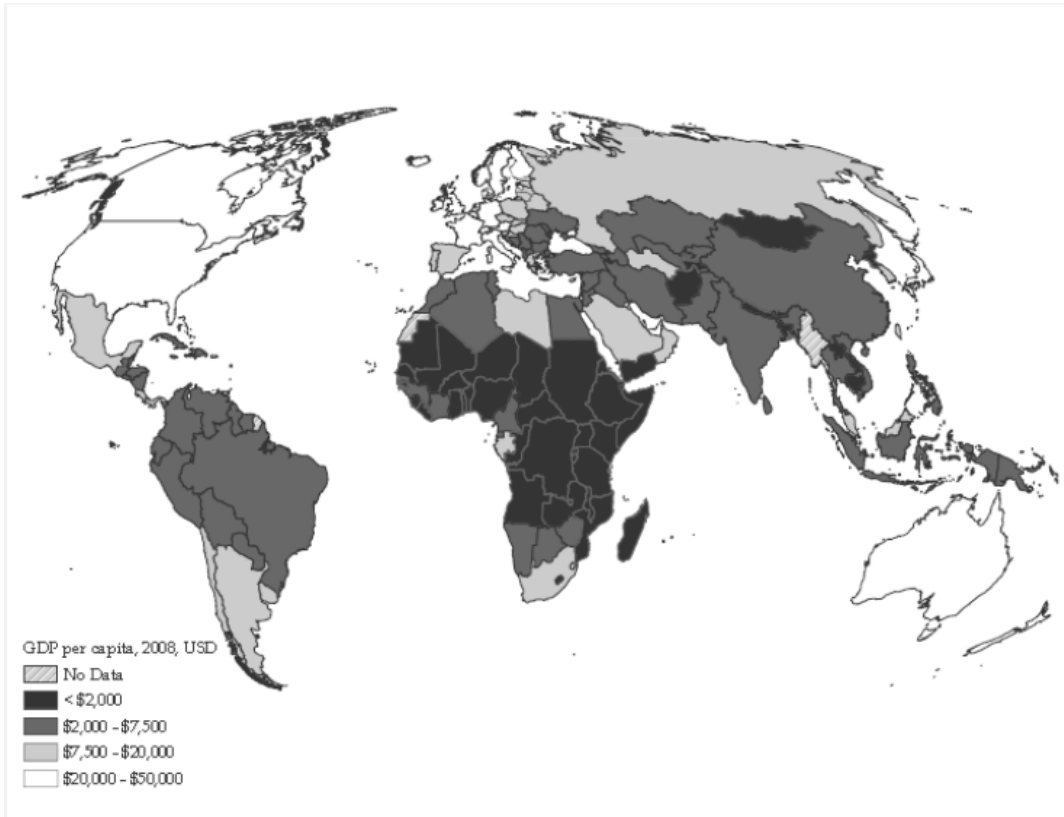 GDP per capita, 2008, USD
No Data
< $2,000
$2,000 - $7,500
$7,500 - $20,000
$20,000 - $50,000